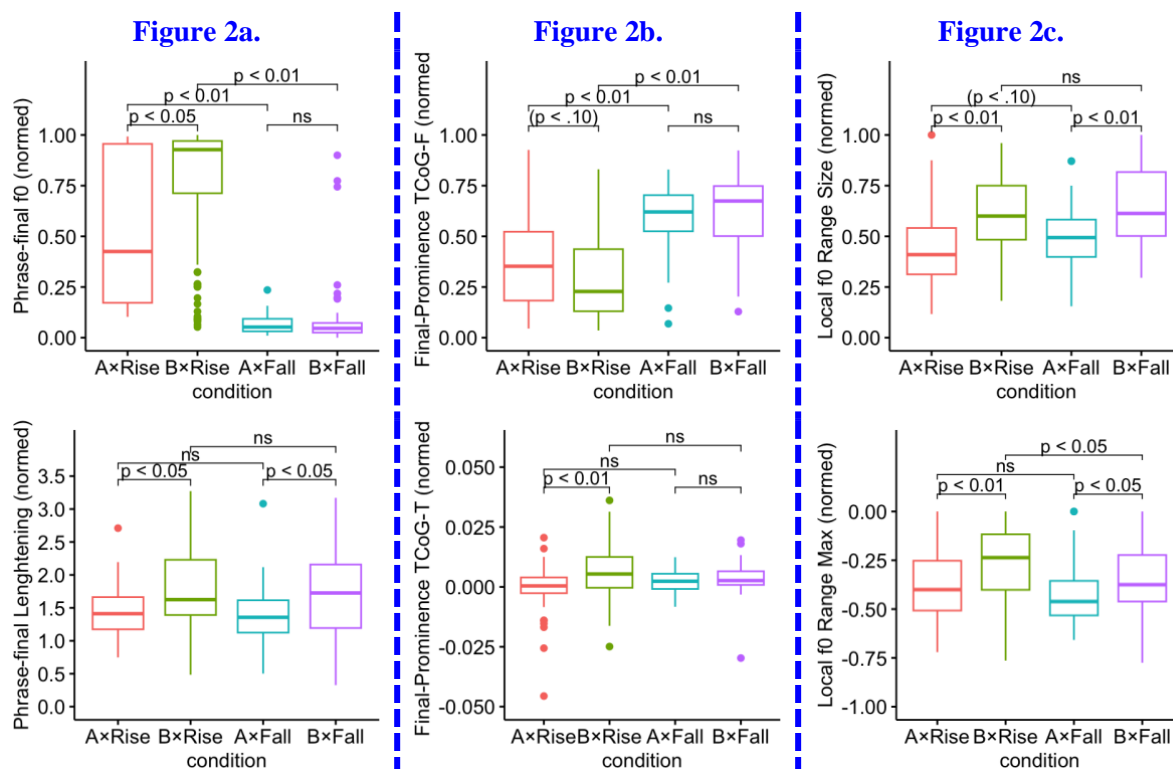 Figure 2a.
Phrase-final f0 (normed)
p < 0.01
p < 0.01
p < 0.05
ns
1.00
0.75
0.50
0.25
0.00
A×Rise B×Rise A×Fall B×Fall
condition
Phrase-final Lenghtening (normed)
ns
ns
p < 0.05
p < 0.05
3.5
3.0
2.5
2.0
1.5
1.0
0.5
0.0
A×Rise B×Rise A×Fall B×Fall
condition
Figure 2b.
Final-Prominence TCoG-F (normed
p < 0.01
p < 0.01
(p < .10)
ns
1.00
0.75
0.50
0.25
0.00
A×Rise B×Rise A×Fall B×Fall
condition
Final-Prominence TCoG-T (normed
ns
ns
p < 0.01
ns
0.050
0.025
0.000
-0.025
-0.050
A×Rise B×Rise A×Fall B×Fall
condition
Figure 2c.
Local f0 Range Size (normed)
ns
(p < .10)
p < 0.01
p < 0.01
1.00
0.75
0.50
0.25
0.00
A×Rise B×Rise A×Fall B×Fall
condition
Local f0 Range Max (normed)
p < 0.05
ns
p < 0.01
p < 0.05
-0.00
-0.25
-0.50
-0.75
-1.00
A×Rise B×Rise A×Fall B×Fall
condition